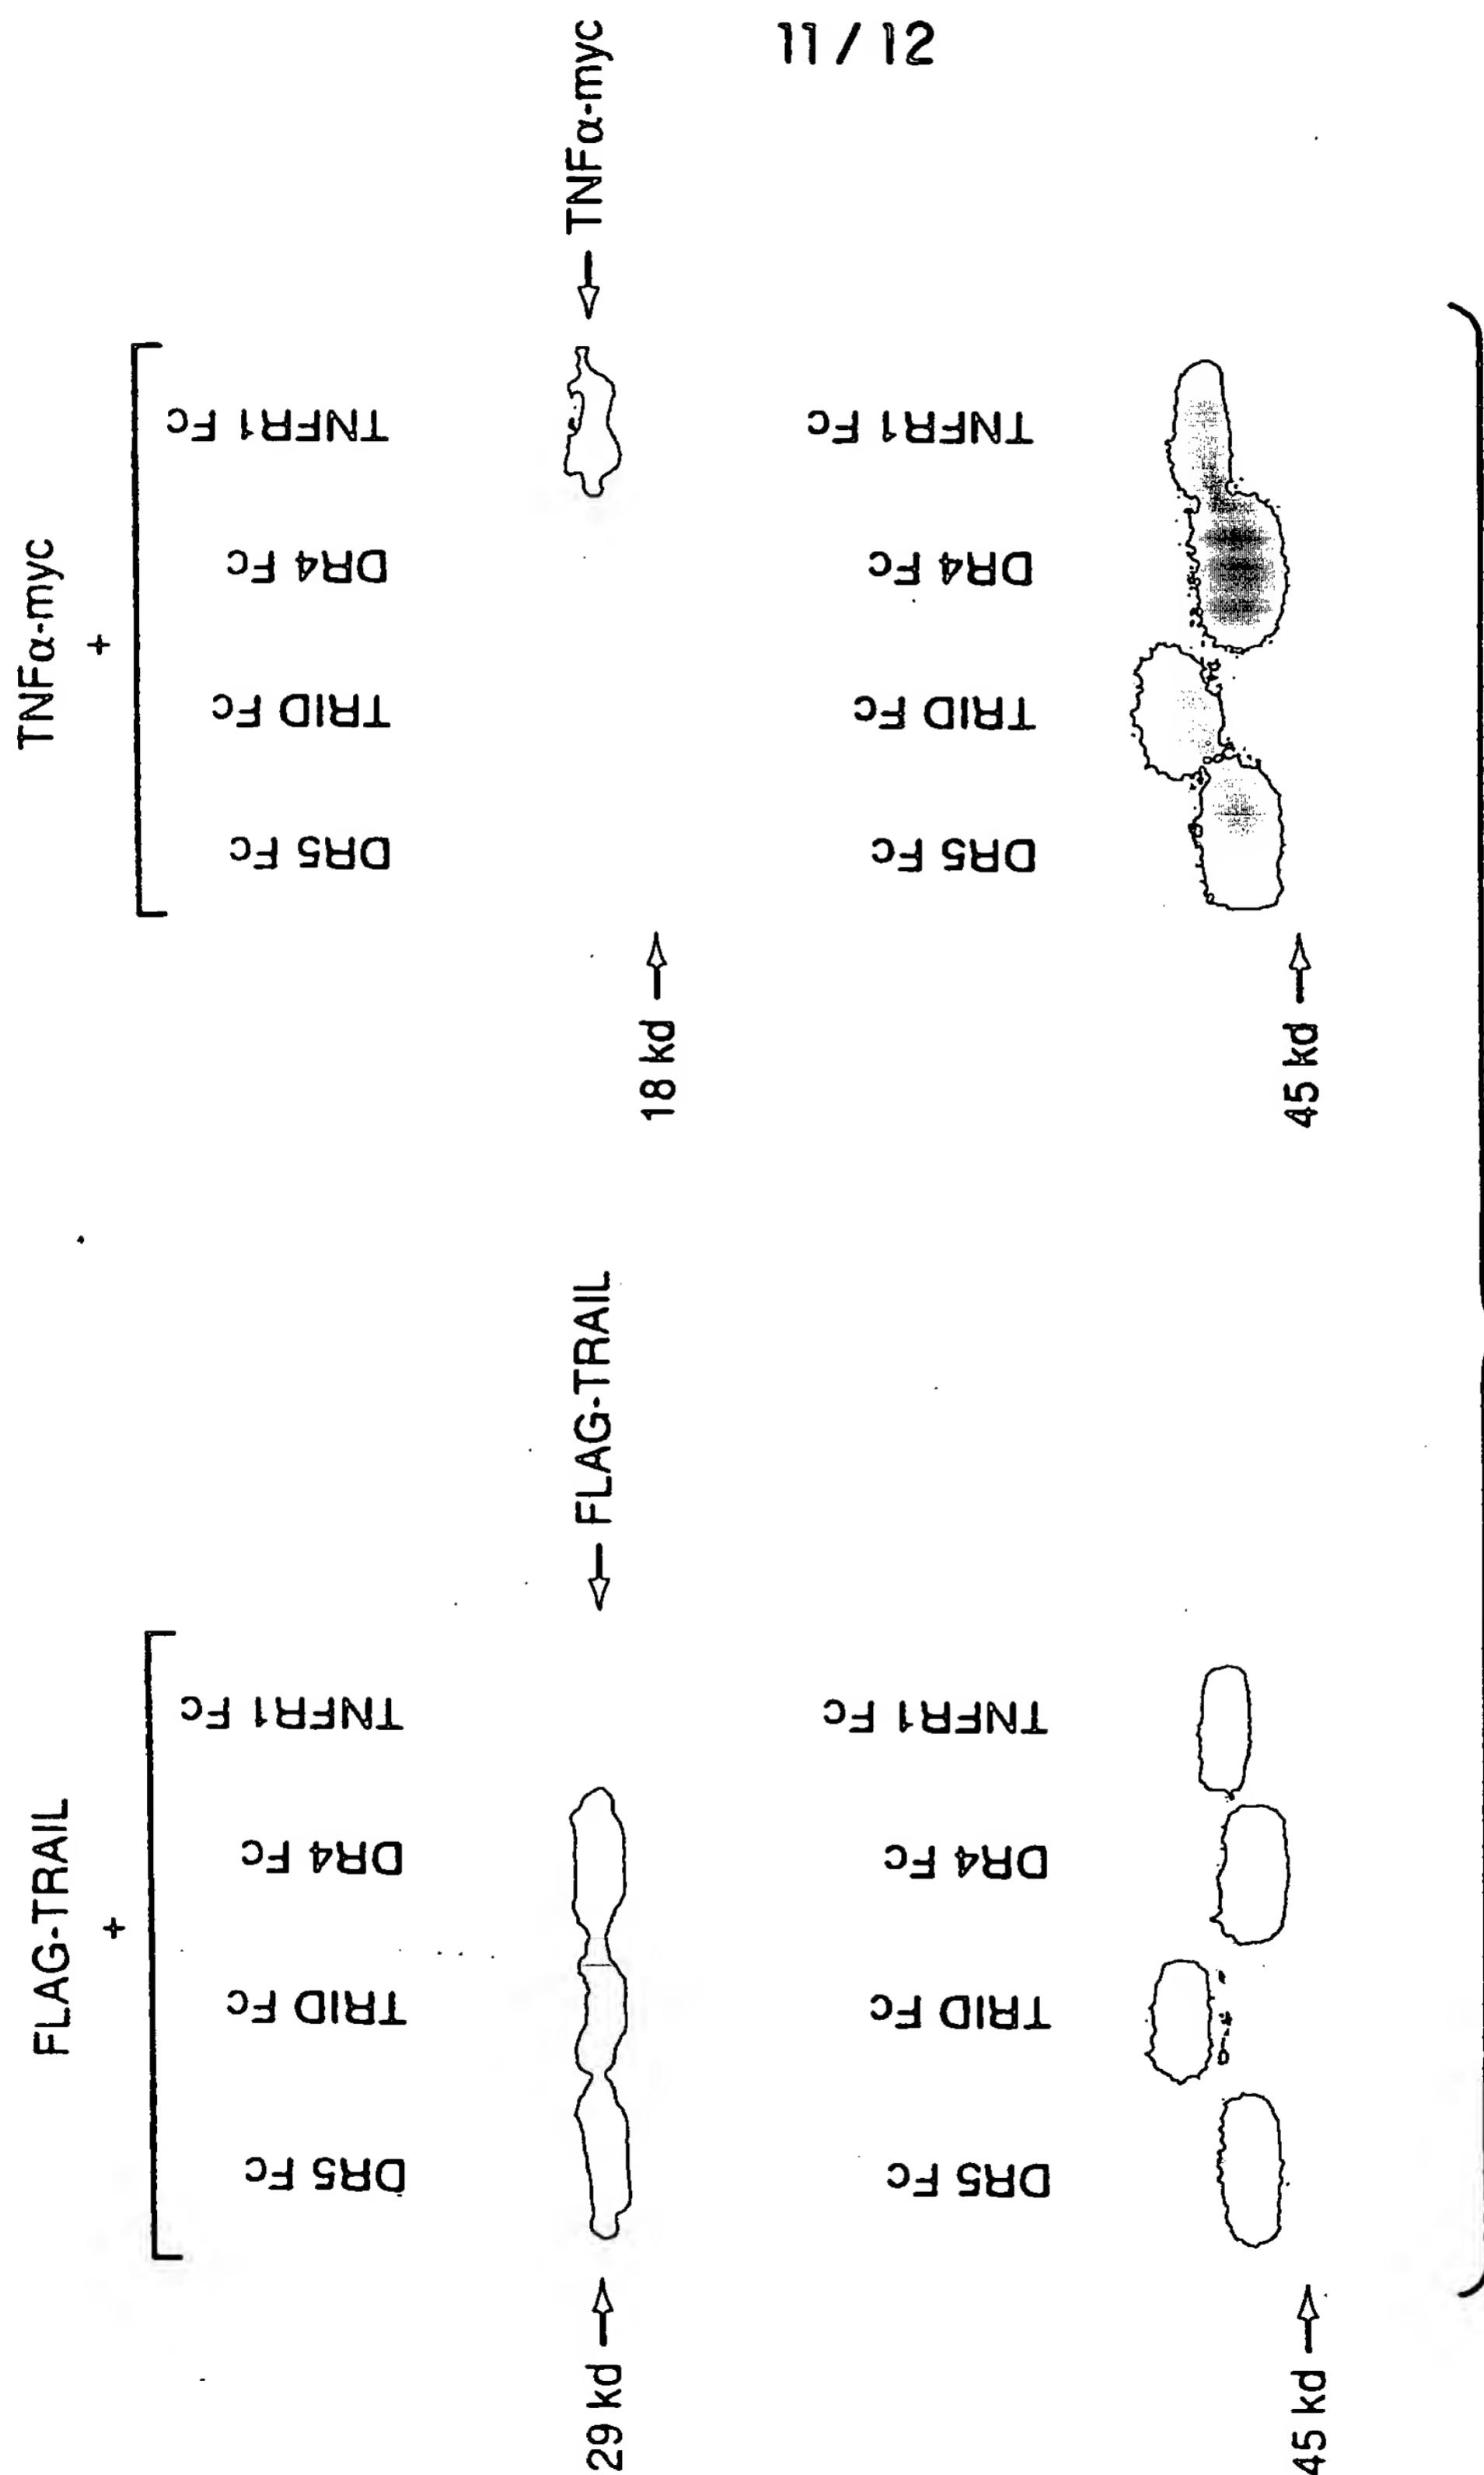 11/12
FLAG-TRAIL
+
DR5 Fc
TRID Fc
DR4 Fc
TNFR1 Fc
29 kd →
← FLAG-TRAIL
DR5 Fc
TRID Fc
DR4 Fc
TNFR1 Fc
45 kd →
TNFα-myc
+
DR5 Fc
TRID Fc
DR4 Fc
TNFR1 Fc
← TNFα-myc
18 kd →
DR5 Fc
TRID Fc
DR4 Fc
TNFR1 Fc
45 kd →